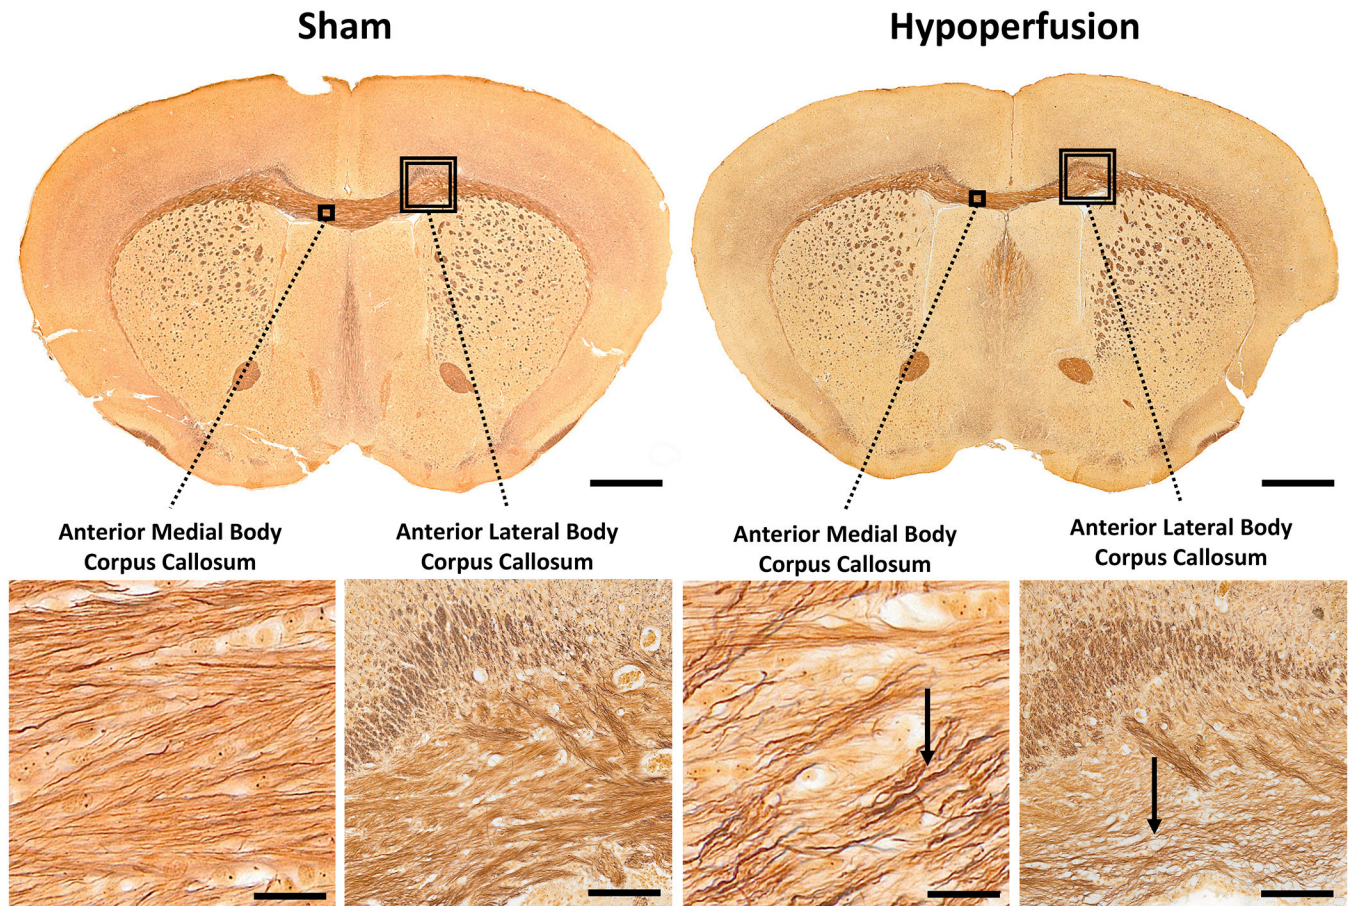 Sham
Hypoperfusion
Anterior Medial Body
Corpus Callosum
Anterior Lateral Body
Corpus Callosum
Anterior Medial Body
Corpus Callosum
Anterior Lateral Body
Corpus Callosum